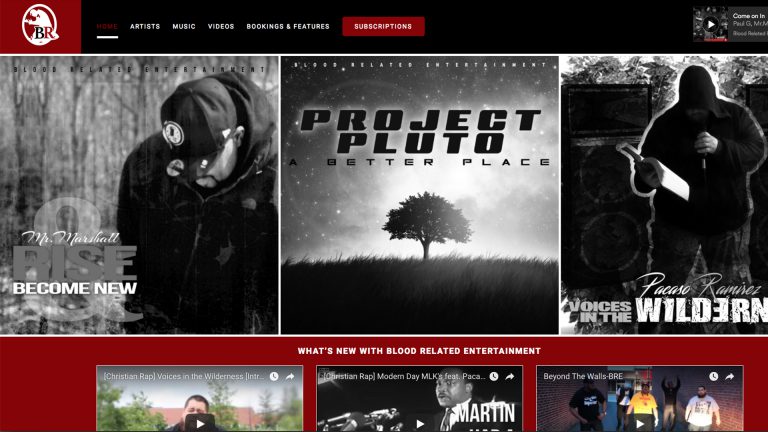 BR
HOME
ARTISTS
MUSIC
VIDEOS
BOOKINGS & FEATURES
SUBSCRIPTIONS
Come on In
Paul G, Mr.M
Blood Related E
BLOOD RELATED ENTERTAINMENT
Mr. Marshall
RISE
BECOME NEW
BLOOD RELATED ENTERTAINMENT
PROJECT
PLUTO
A BETTER PLACE
Pacaso Ramirez
VOICES
IN THE
W1LD3RN
WHAT'S NEW WITH BLOOD RELATED ENTERTAINMENT
[Christian Rap] Voices in the Wilderness [Intr...
[Christian Rap] Modern Day MLK's feat. Paca...
MARTIN
Beyond The Walls-BRE